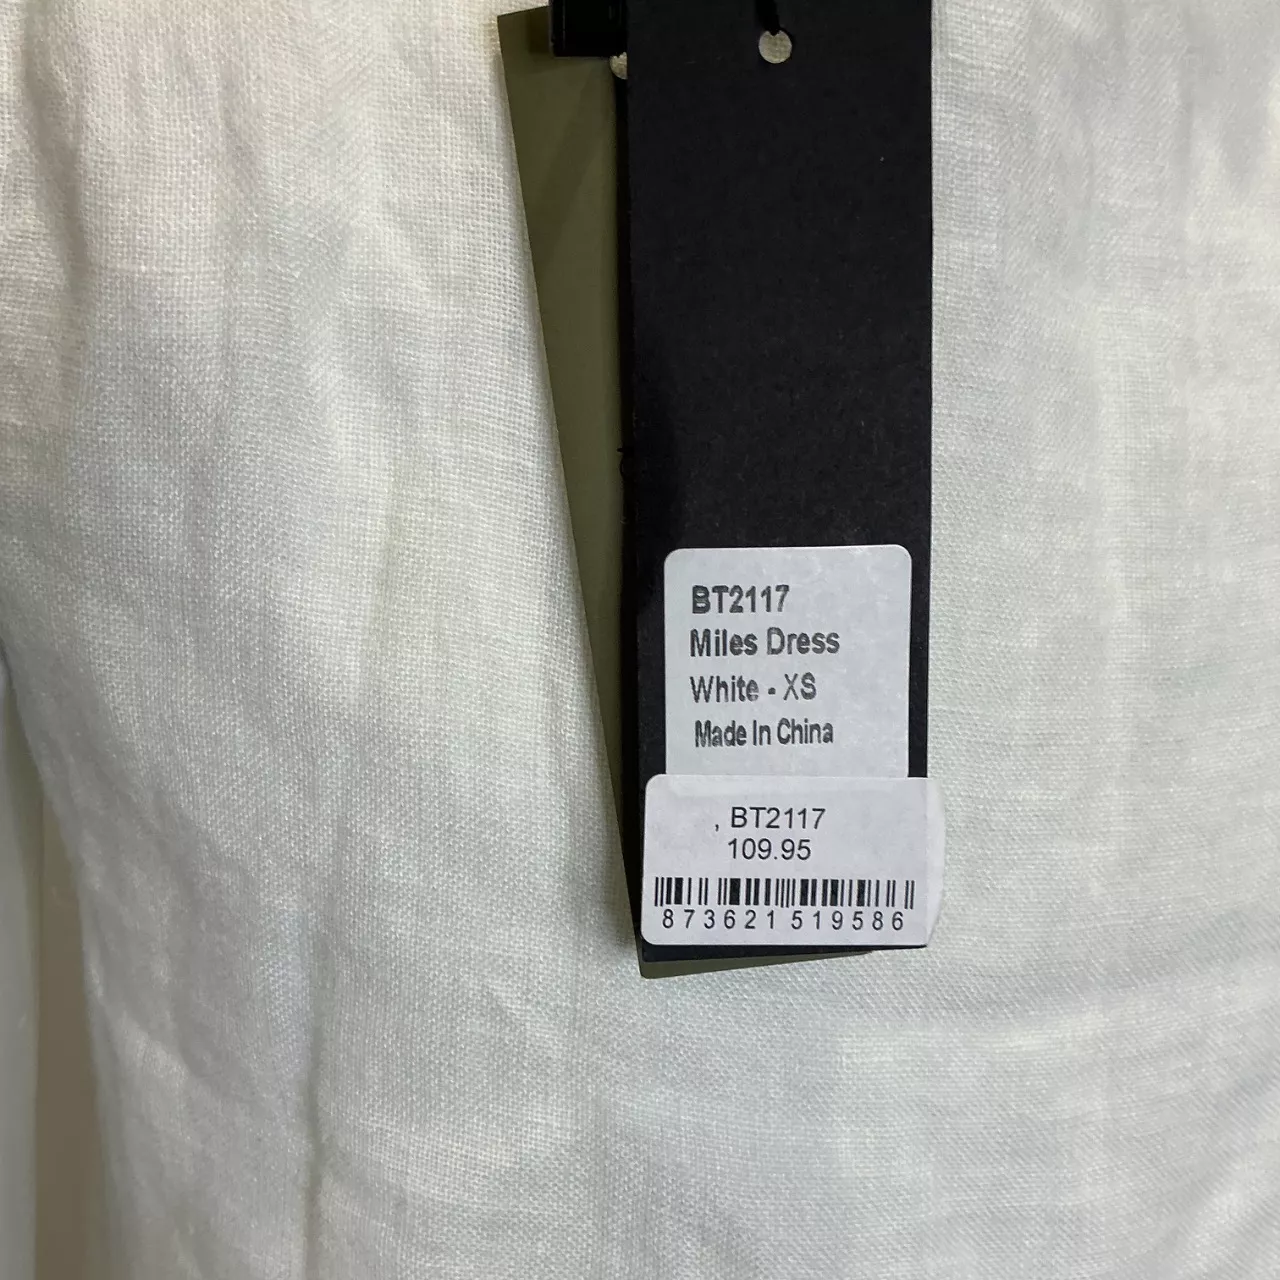 BT2117
Miles Dress
White - XS
Made In China
, BT2117
109.95
873621519586